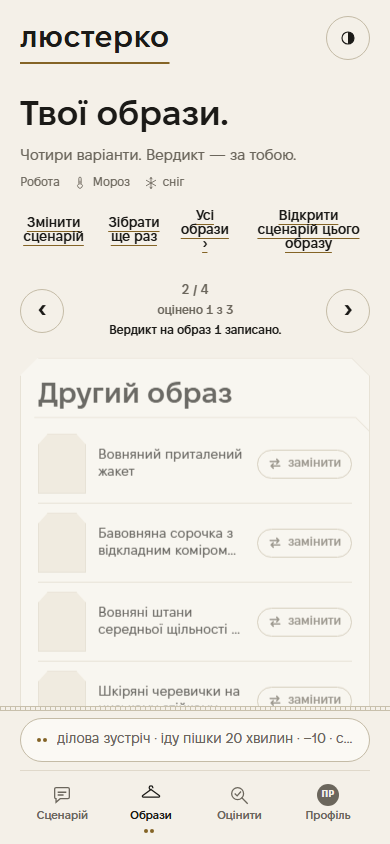 люстерко
Твої образи.
Чотири варіанти. Вердикт — за тобою.
Робота Мороз сніг
Змінити
сценарій
Зібрати
ще раз
Усі
образи
›
Відкрити
сценарій цього
образу
‹
2 / 4
оцінено 1 з 3
Вердикт на образ 1 записано.
›
Другий образ
Вовняний приталений
жакет
замінити
Бавовняна сорочка з
відкладним коміром…
замінити
Вовняні штани
середньої щільності …
замінити
Шкіряні черевички на
замінити
ділова зустріч · іду пішки 20 хвилин · −10 · с…
Сценарій
Образи
Оцінити
ПР
Профіль